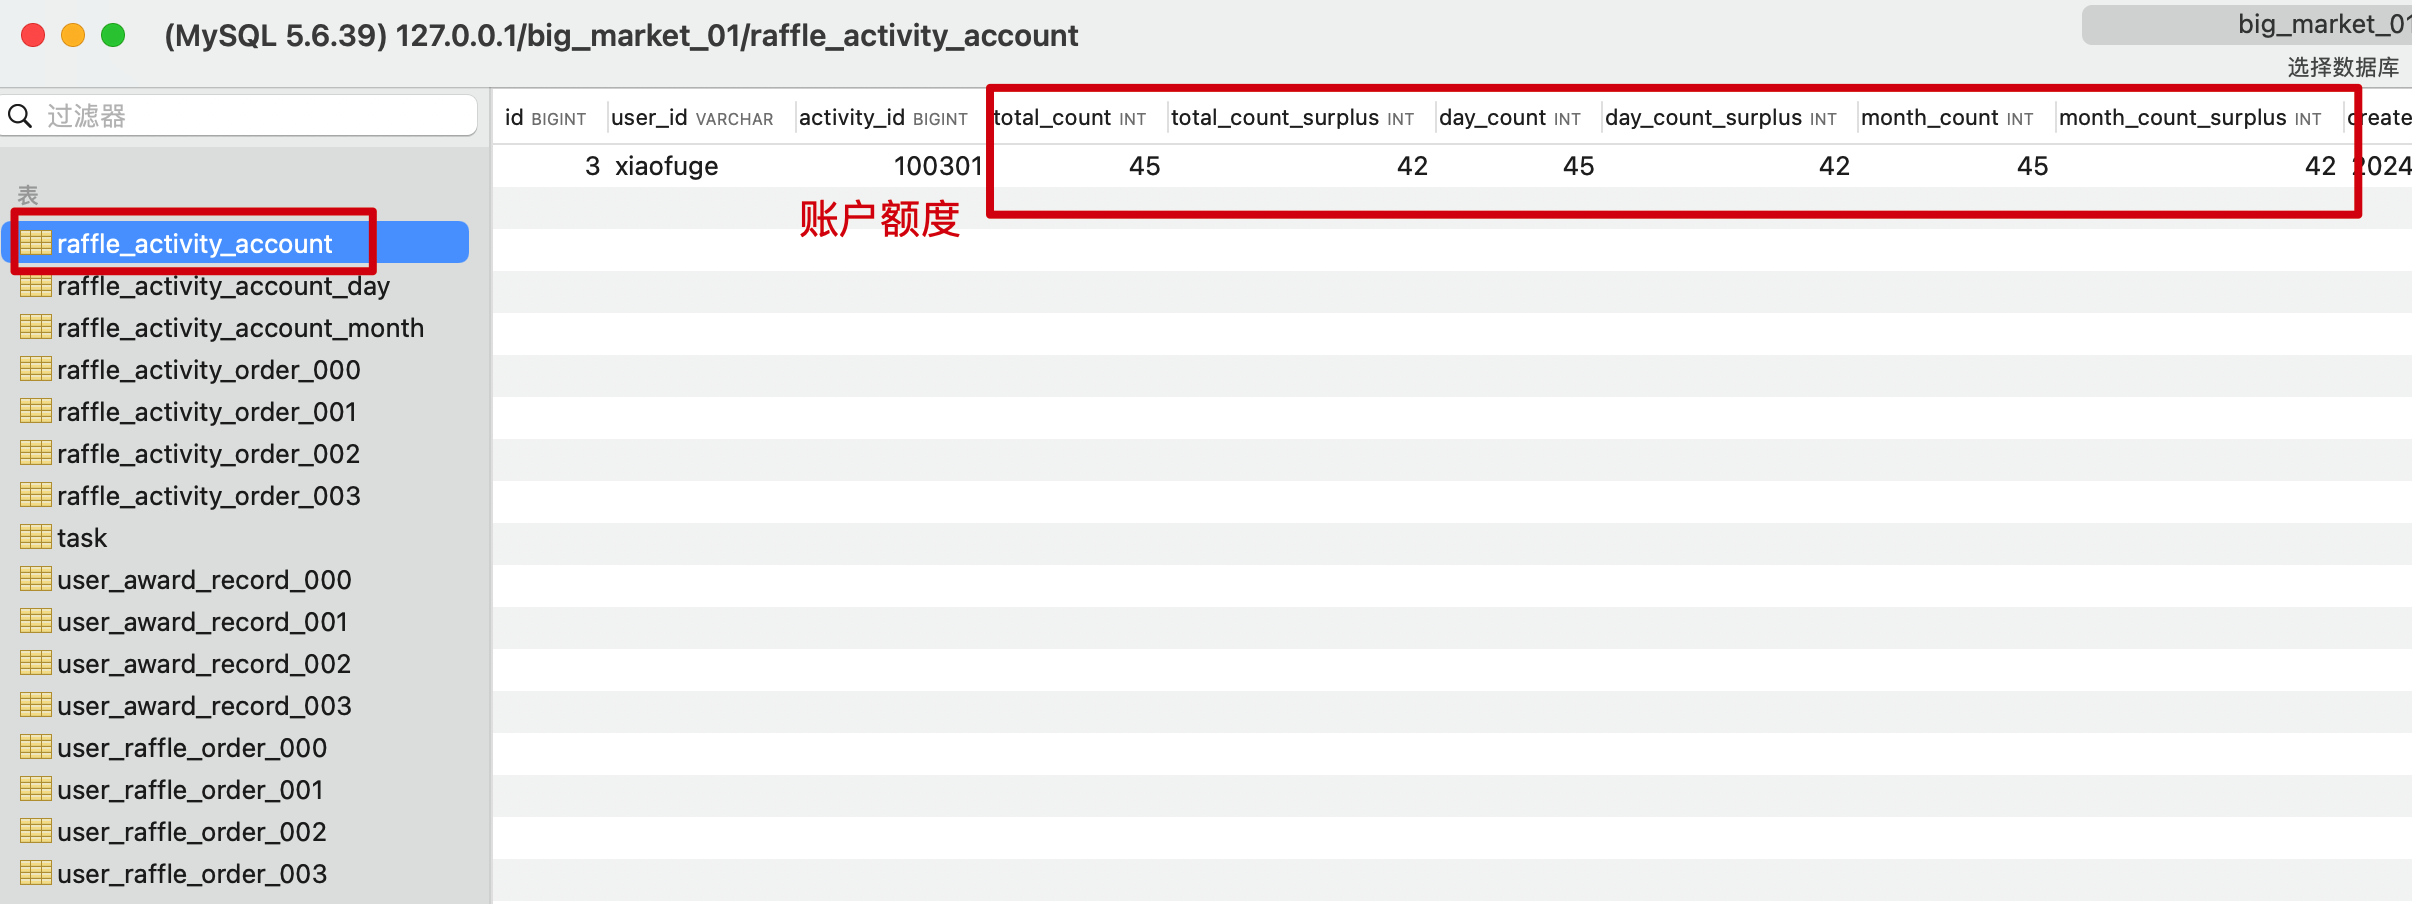 (MySQL 5.6.39) 127.0.0.1/big_market_01/raffle_activity_account
big_market_01
选择数据库
过滤器
id BIGINT user_id VARCHAR activity_id BIGINT total_count INT total_count_surplus INT day_count INT day_count_surplus INT month_count INT month_count_surplus INT create
3 xiaofuge 100301 45 42 45 42 45 42 2024
账户额度
表
raffle_activity_account
raffle_activity_account_day
raffle_activity_account_month
raffle_activity_order_000
raffle_activity_order_001
raffle_activity_order_002
raffle_activity_order_003
task
user_award_record_000
user_award_record_001
user_award_record_002
user_award_record_003
user_raffle_order_000
user_raffle_order_001
user_raffle_order_002
user_raffle_order_003